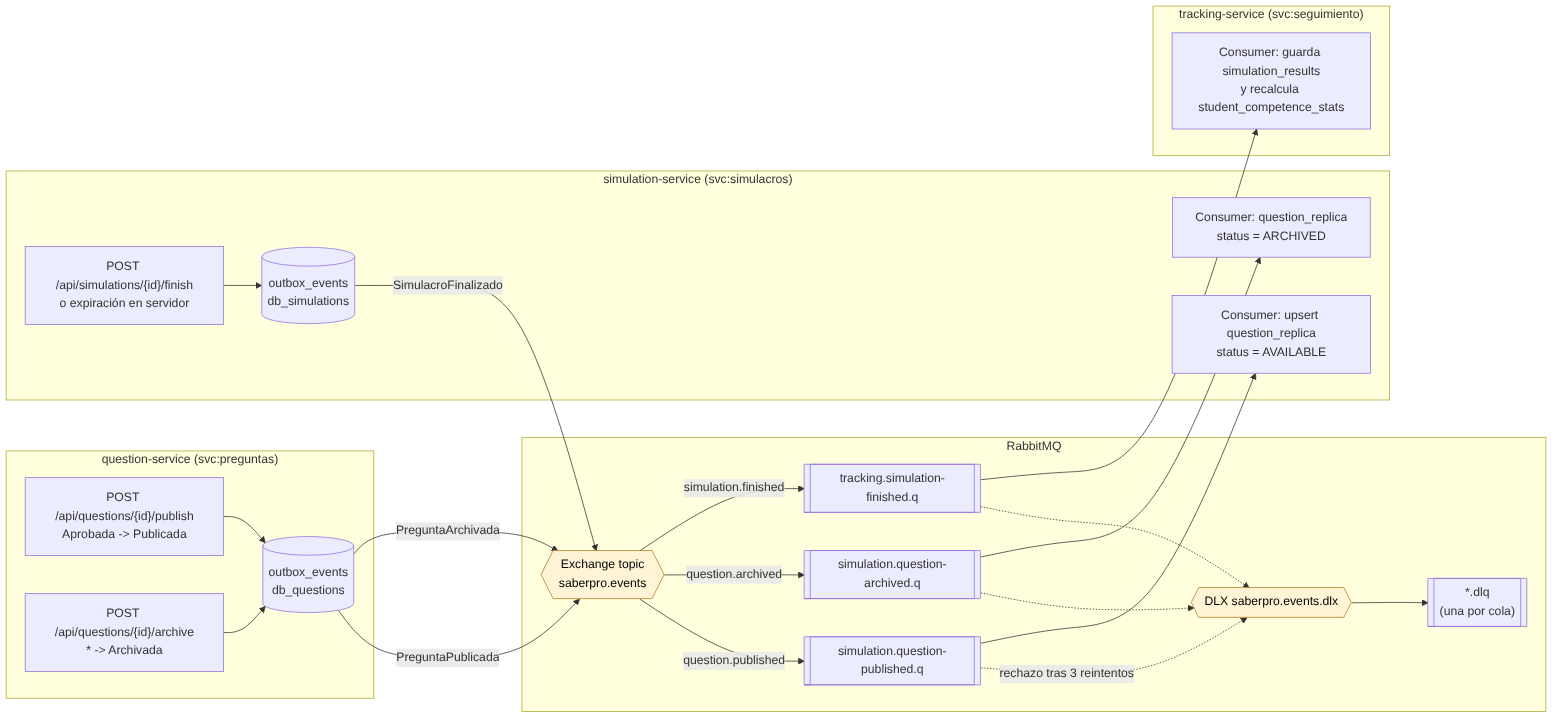 tracking-service (svc:seguimiento)
Consumer: guarda
simulation_results
y recalcula
student_competence_stats
simulation-service (svc:simulacros)
POST
/api/simulations/{id}/finish
o expiración en servidor
outbox_events
db_simulations
SimulacroFinalizado
Consumer: question_replica
status = ARCHIVED
Consumer: upsert
question_replica
status = AVAILABLE
question-service (svc:preguntas)
POST
/api/questions/{id}/publish
Aprobada -> Publicada
POST
/api/questions/{id}/archive
* -> Archivada
outbox_events
db_questions
PreguntaArchivada
PreguntaPublicada
RabbitMQ
Exchange topic
saberpro.events
simulation.finished
question.archived
question.published
tracking.simulation-
finished.q
simulation.question-
archived.q
simulation.question-
published.q
rechazo tras 3 reintentos
DLX saberpro.events.dlx
*.dlq
(una por cola)